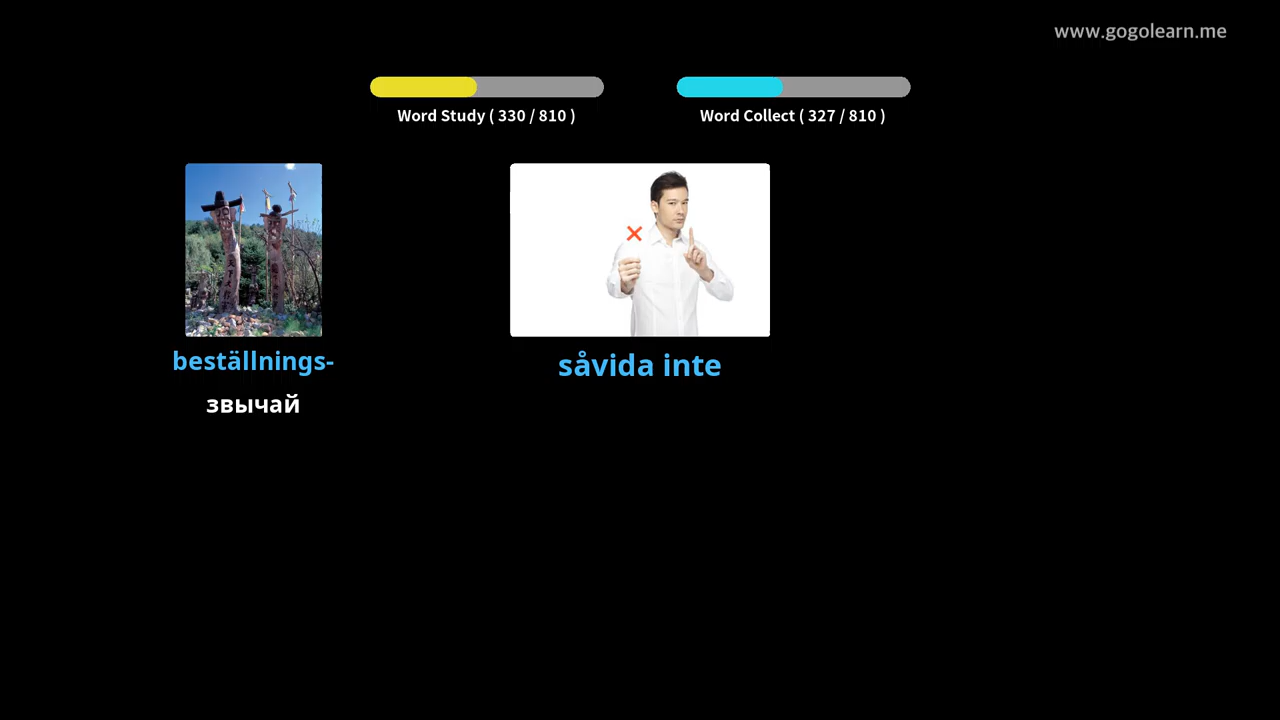 www.gogolearn.me
Word Study ( 330 / 810 )
Word Collect ( 327 / 810 )
beställnings-
звычай
såvida inte